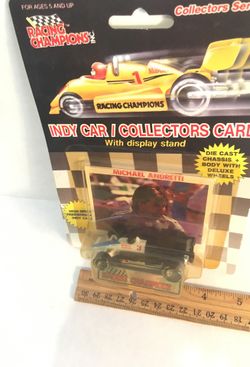 FOR AGES 5 AND UP
Collectors Ser
RACING
CHAMPIONS
RACING CHAMPIONS
INDY CAR / COLLECTORS CARD
With display stand
MICHAEL ANDRETTI
DIE CAST
CHASSIS +
BODY WITH
DELUXE
WHEELS